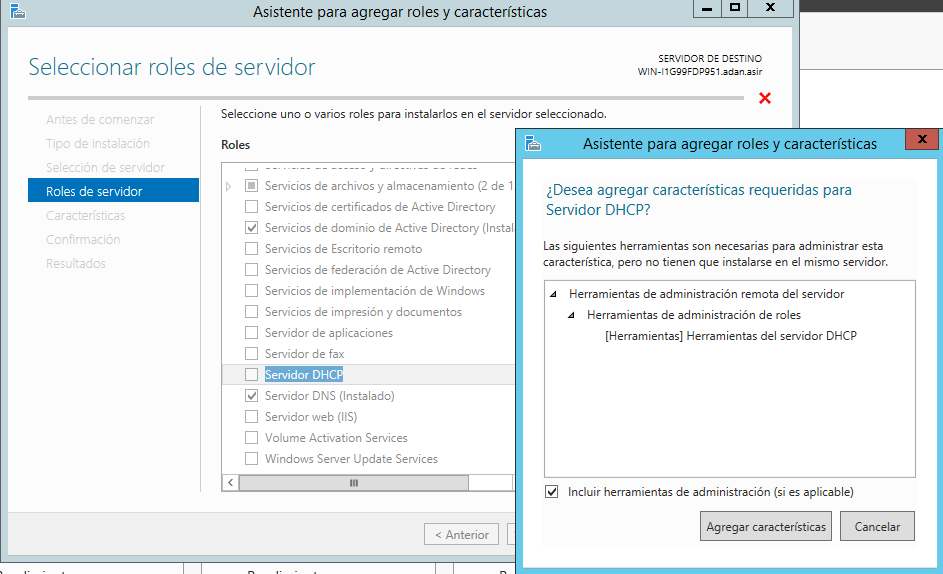 Asistente para agregar roles y características
Seleccionar roles de servidor
SERVIDOR DE DESTINO
WIN-I1G99FDP951.adan.asir
Antes de comenzar
Tipo de instalación
Selección de servidor
Roles de servidor
Características
Confirmación
Resultados
Seleccione uno o varios roles para instalarlos en el servidor seleccionado.
Roles
Servicios de archivos y almacenamiento (2 de 1
Servicios de certificados de Active Directory
Servicios de dominio de Active Directory (Instal
Servicios de Escritorio remoto
Servicios de federación de Active Directory
Servicios de implementación de Windows
Servicios de impresión y documentos
Servidor de aplicaciones
Servidor de fax
Servidor DHCP
Servidor DNS (Instalado)
Servidor web (IIS)
Volume Activation Services
Windows Server Update Services
< Anterior
Asistente para agregar roles y características
¿Desea agregar características requeridas para
Servidor DHCP?
Las siguientes herramientas son necesarias para administrar esta
característica, pero no tienen que instalarse en el mismo servidor.
Herramientas de administración remota del servidor
Herramientas de administración de roles
[Herramientas] Herramientas del servidor DHCP
Incluir herramientas de administración (si es aplicable)
Agregar características
Cancelar